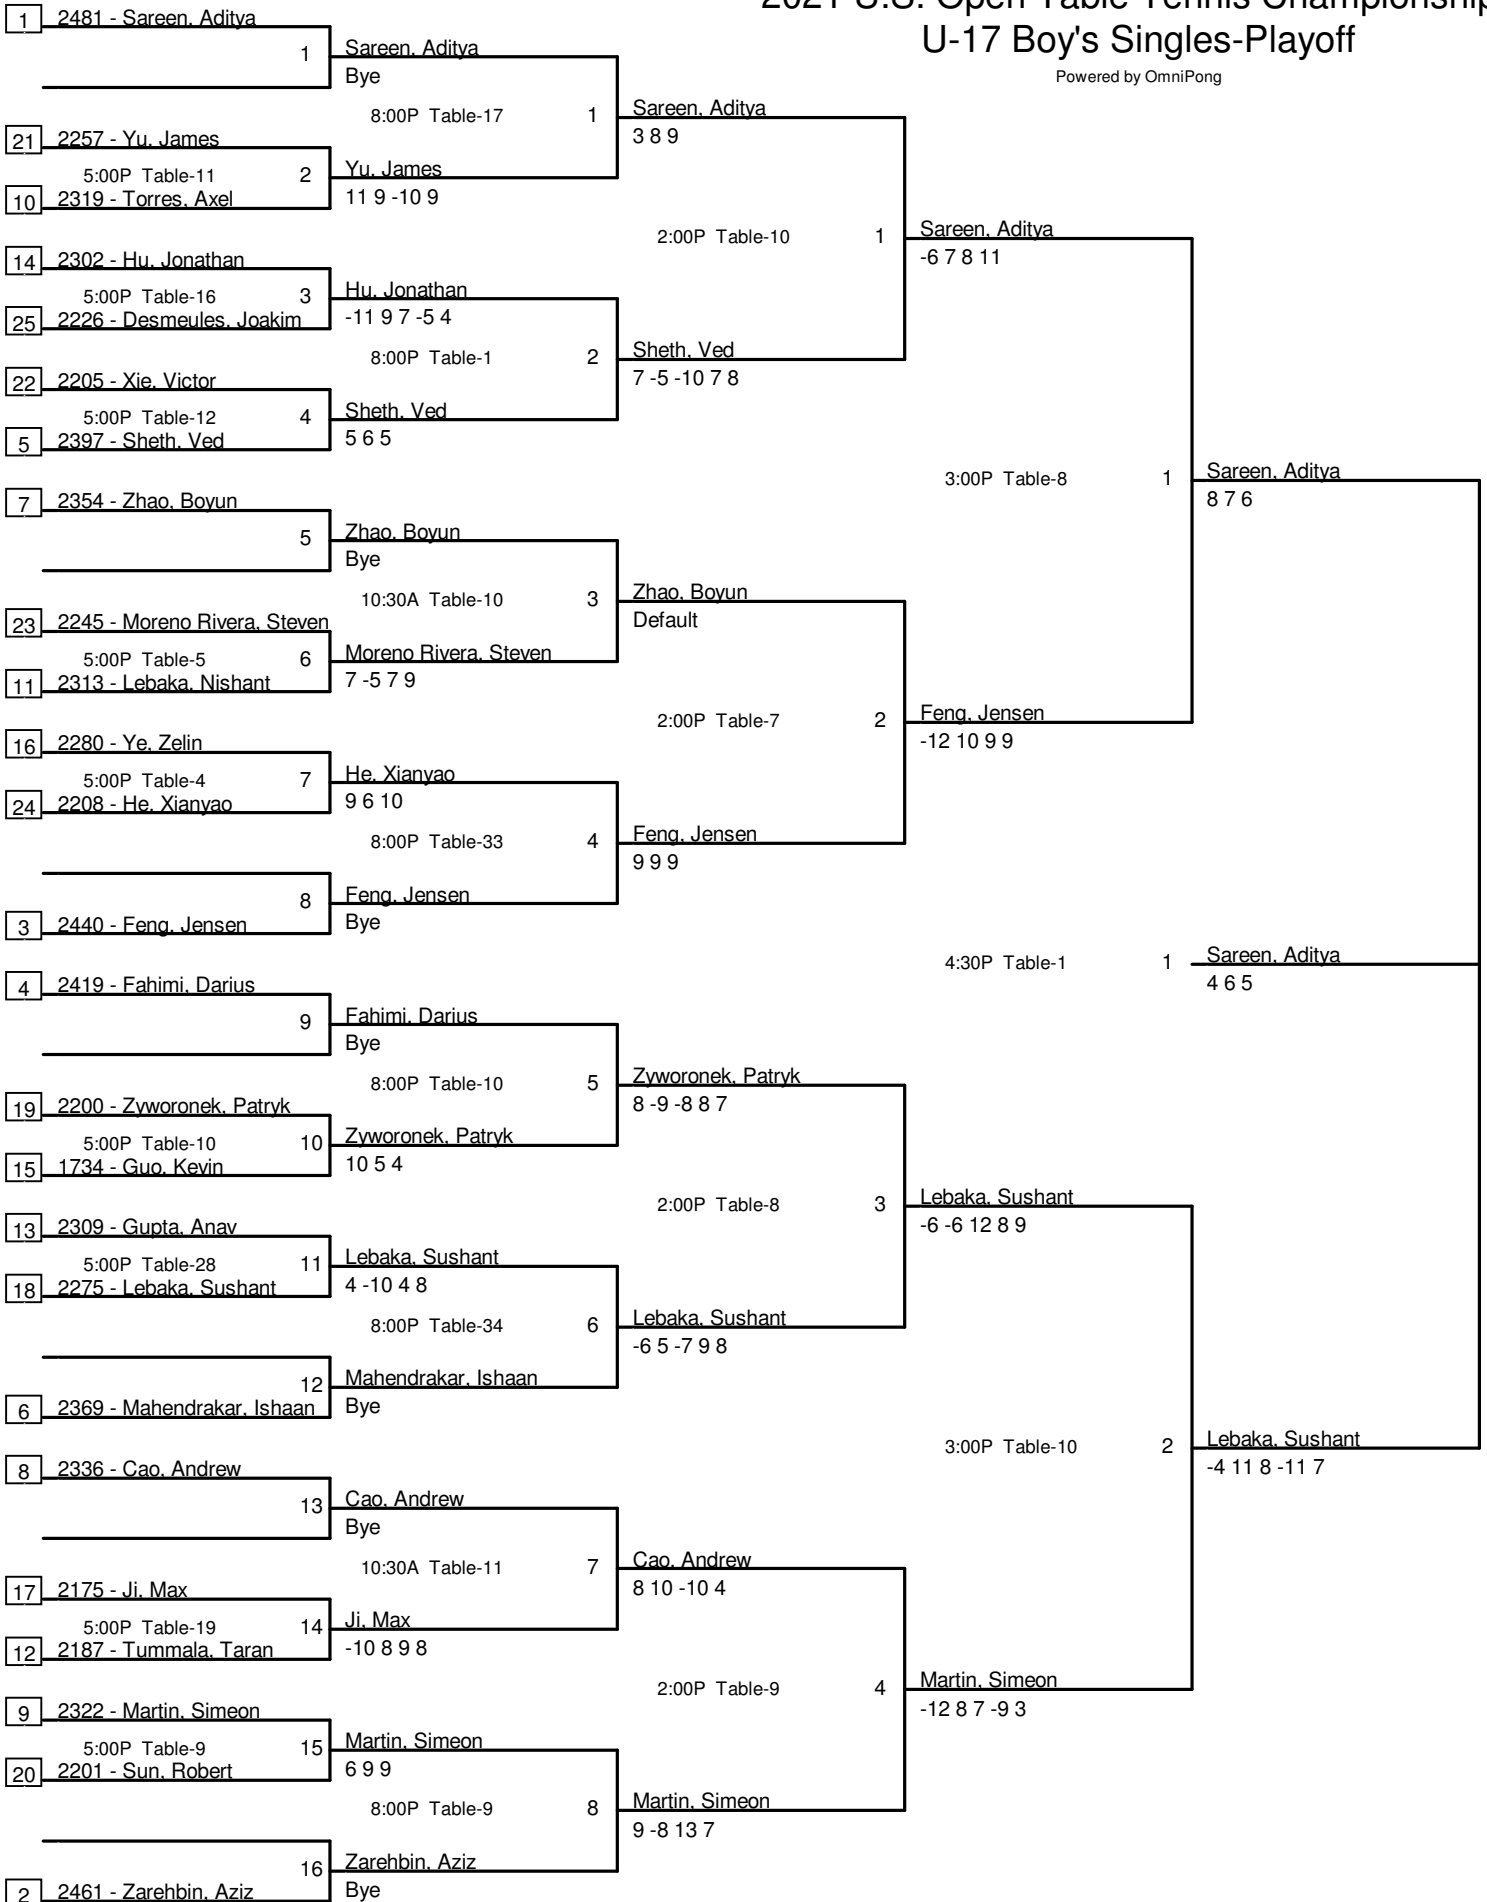 2021 U.S. Open Table Tennis Championship
U-17 Boy's Singles-Playoff
Powered by OmniPong
1 2481 - Sareen, Aditya
1
21 2257 - Yu, James
5:00P Table-11 2
10 2319 - Torres, Axel
14 2302 - Hu, Jonathan
5:00P Table-16 3
25 2226 - Desmeules, Joakim
22 2205 - Xie, Victor
5:00P Table-12 4
5 2397 - Sheth, Ved
7 2354 - Zhao, Boyun
5
23 2245 - Moreno Rivera, Steven
5:00P Table-5 6
11 2313 - Lebaka, Nishant
16 2280 - Ye, Zelin
5:00P Table-4 7
24 2208 - He, Xianyao
8
3 2440 - Feng, Jensen
4 2419 - Fahimi, Darius
9
19 2200 - Zyworonek, Patryk
5:00P Table-10 10
15 1734 - Guo, Kevin
13 2309 - Gupta, Anav
5:00P Table-28 11
18 2275 - Lebaka, Sushant
12
6 2369 - Mahendrakar, Ishaan
8 2336 - Cao, Andrew
13
17 2175 - Ji, Max
5:00P Table-19 14
12 2187 - Tummala, Taran
9 2322 - Martin, Simeon
5:00P Table-9 15
20 2201 - Sun, Robert
16
2 2461 - Zarehbin, Aziz
Sareen, Aditya
Bye
8:00P Table-17 1
Yu, James
11 9 -10 9
Hu, Jonathan
-11 9 7 -5 4
8:00P Table-1 2
Sheth, Ved
5 6 5
Zhao, Boyun
Bye
10:30A Table-10 3
Moreno Rivera, Steven
7 -5 7 9
He, Xianyao
9 6 10
8:00P Table-33 4
Feng, Jensen
Bye
Fahimi, Darius
Bye
8:00P Table-10 5
Zyworonek, Patryk
10 5 4
Lebaka, Sushant
4 -10 4 8
8:00P Table-34 6
Mahendrakar, Ishaan
Bye
Cao, Andrew
Bye
10:30A Table-11 7
Ji, Max
-10 8 9 8
Martin, Simeon
6 9 9
8:00P Table-9 8
Zarehbin, Aziz
Bye
Sareen, Aditya
3 8 9
2:00P Table-10 1
Sheth, Ved
7 -5 -10 7 8
Zhao, Boyun
Default
2:00P Table-7 2
Feng, Jensen
9 9 9
Zyworonek, Patryk
8 -9 -8 8 7
2:00P Table-8 3
Lebaka, Sushant
-6 5 -7 9 8
Cao, Andrew
8 10 -10 4
2:00P Table-9 4
Martin, Simeon
9 -8 13 7
Sareen, Aditya
-6 7 8 11
3:00P Table-8 1
Feng, Jensen
-12 10 9 9
Lebaka, Sushant
-6 -6 12 8 9
3:00P Table-10 2
Martin, Simeon
-12 8 7 -9 3
Sareen, Aditya
8 7 6
4:30P Table-1 1
Sareen, Aditya
4 6 5
Lebaka, Sushant
-4 11 8 -11 7